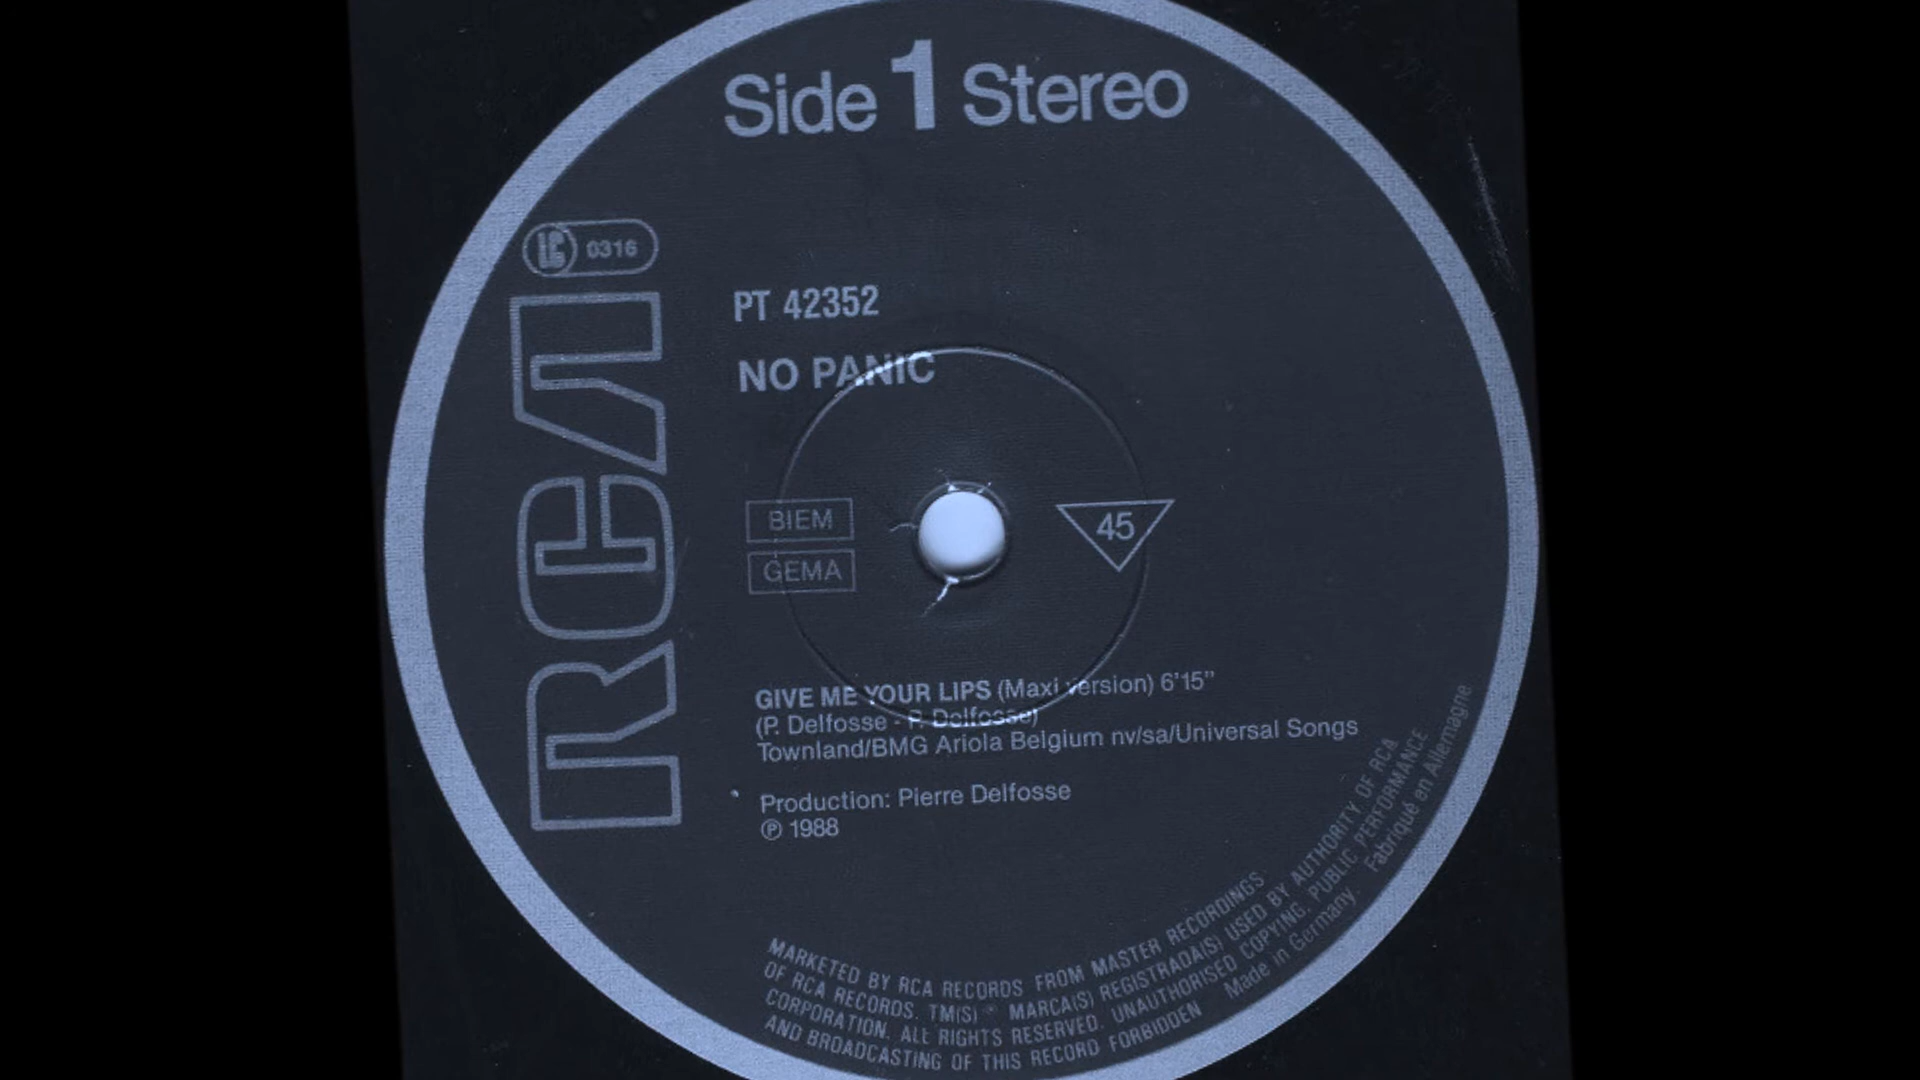 Side 1 Stereo
LC 0316
RCA
PT 42352
NO PANIC
BIEM
GEMA
45
GIVE ME YOUR LIPS (Maxi version) 6'15"
(P. Delfosse - P. Delfosse)
Townland/BMG Ariola Belgium nv/sa/Universal Songs
Production: Pierre Delfosse
℗ 1988
MARKETED BY RCA RECORDS FROM MASTER RECORDINGS
OF RCA RECORDS. TM(S) ® MARCA(S) REGISTRADA(S) USED BY AUTHORITY OF RCA
CORPORATION. ALL RIGHTS RESERVED. UNAUTHORISED COPYING, PUBLIC PERFORMANCE
AND BROADCASTING OF THIS RECORD FORBIDDEN Made in Germany. Fabriqué en Allemagne